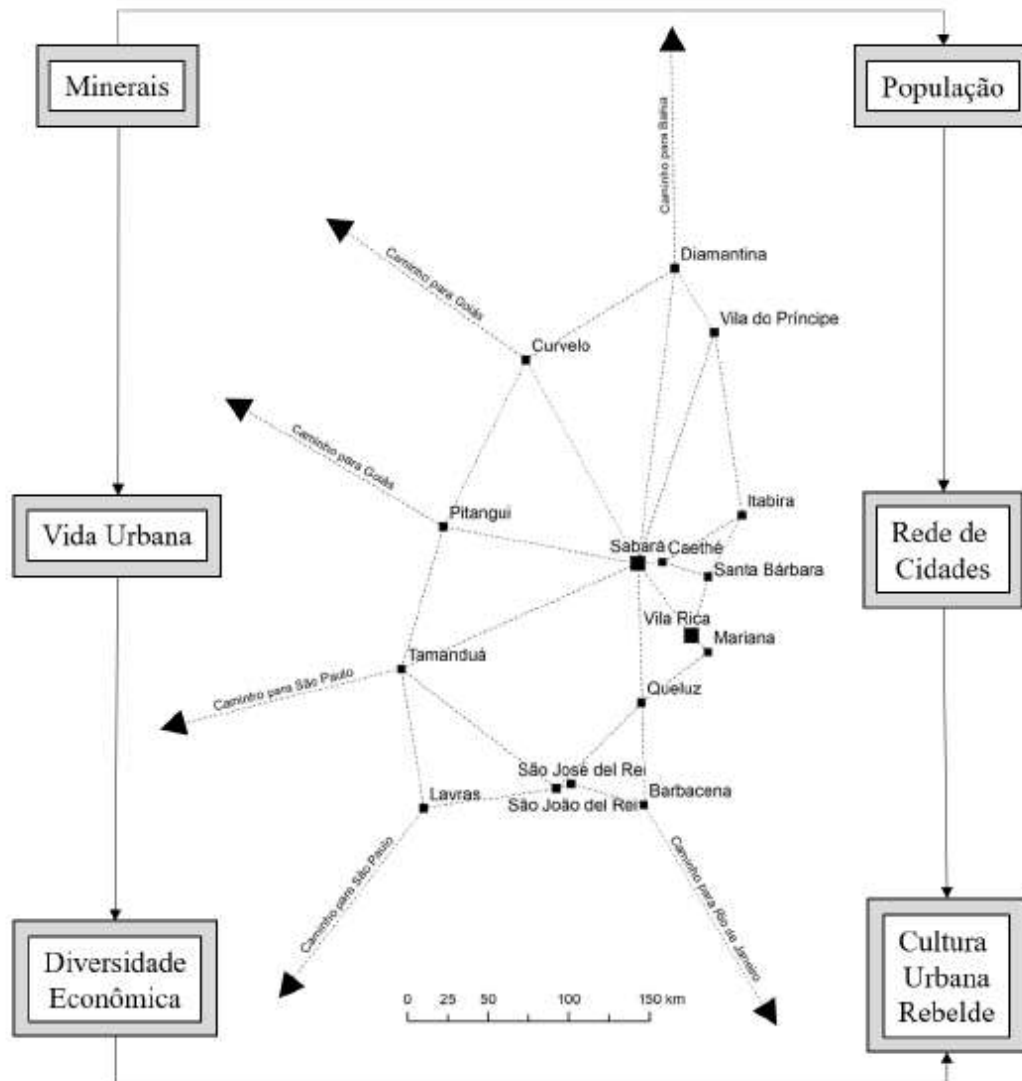 Minerais
População
Caminho para Bahia
Diamantina
Caminho para Goiás
Vila do Príncipe
Curvelo
Caminho para Goiás
Vida Urbana
Pitangui
Itabira
Rede de
Cidades
Sabará
Caethé
Santa Bárbara
Vila Rica
Mariana
Tamanduá
Caminho para São Paulo
Queluz
São José del Rei
Lavras
São João del Rei
Barbacena
Caminho para São Paulo
Caminho para Rio de Janeiro
Diversidade
Econômica
Cultura
Urbana
Rebelde
0 25 50 100 150 km